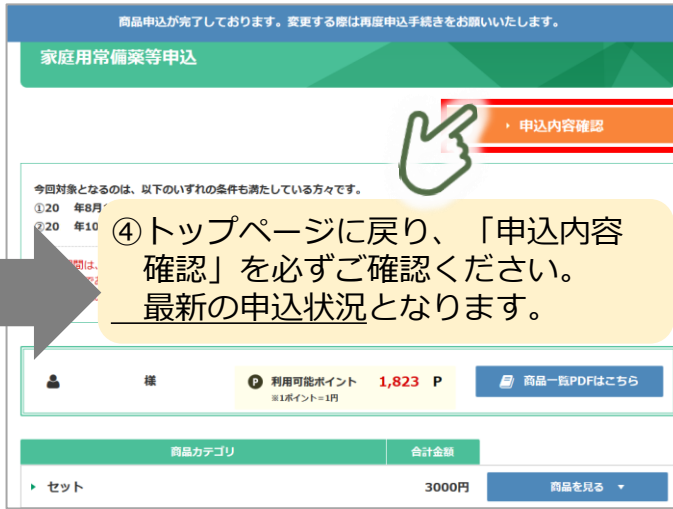 商品申込が完了しております。変更する際は再度申込手続きをお願いいたします。
家庭用常備薬等申込
申込内容確認
今回対象となるのは、以下のいずれの条件も満たしている方々です。
①20 年8月
②20 年10
間は、
④トップページに戻り、「申込内容
確認」を必ずご確認ください。
最新の申込状況となります。
様
P 利用可能ポイント 1,823 P
※1ポイント=1円
商品一覧PDFはこちら
商品カテゴリ 合計金額
セット 3000円 商品を見る